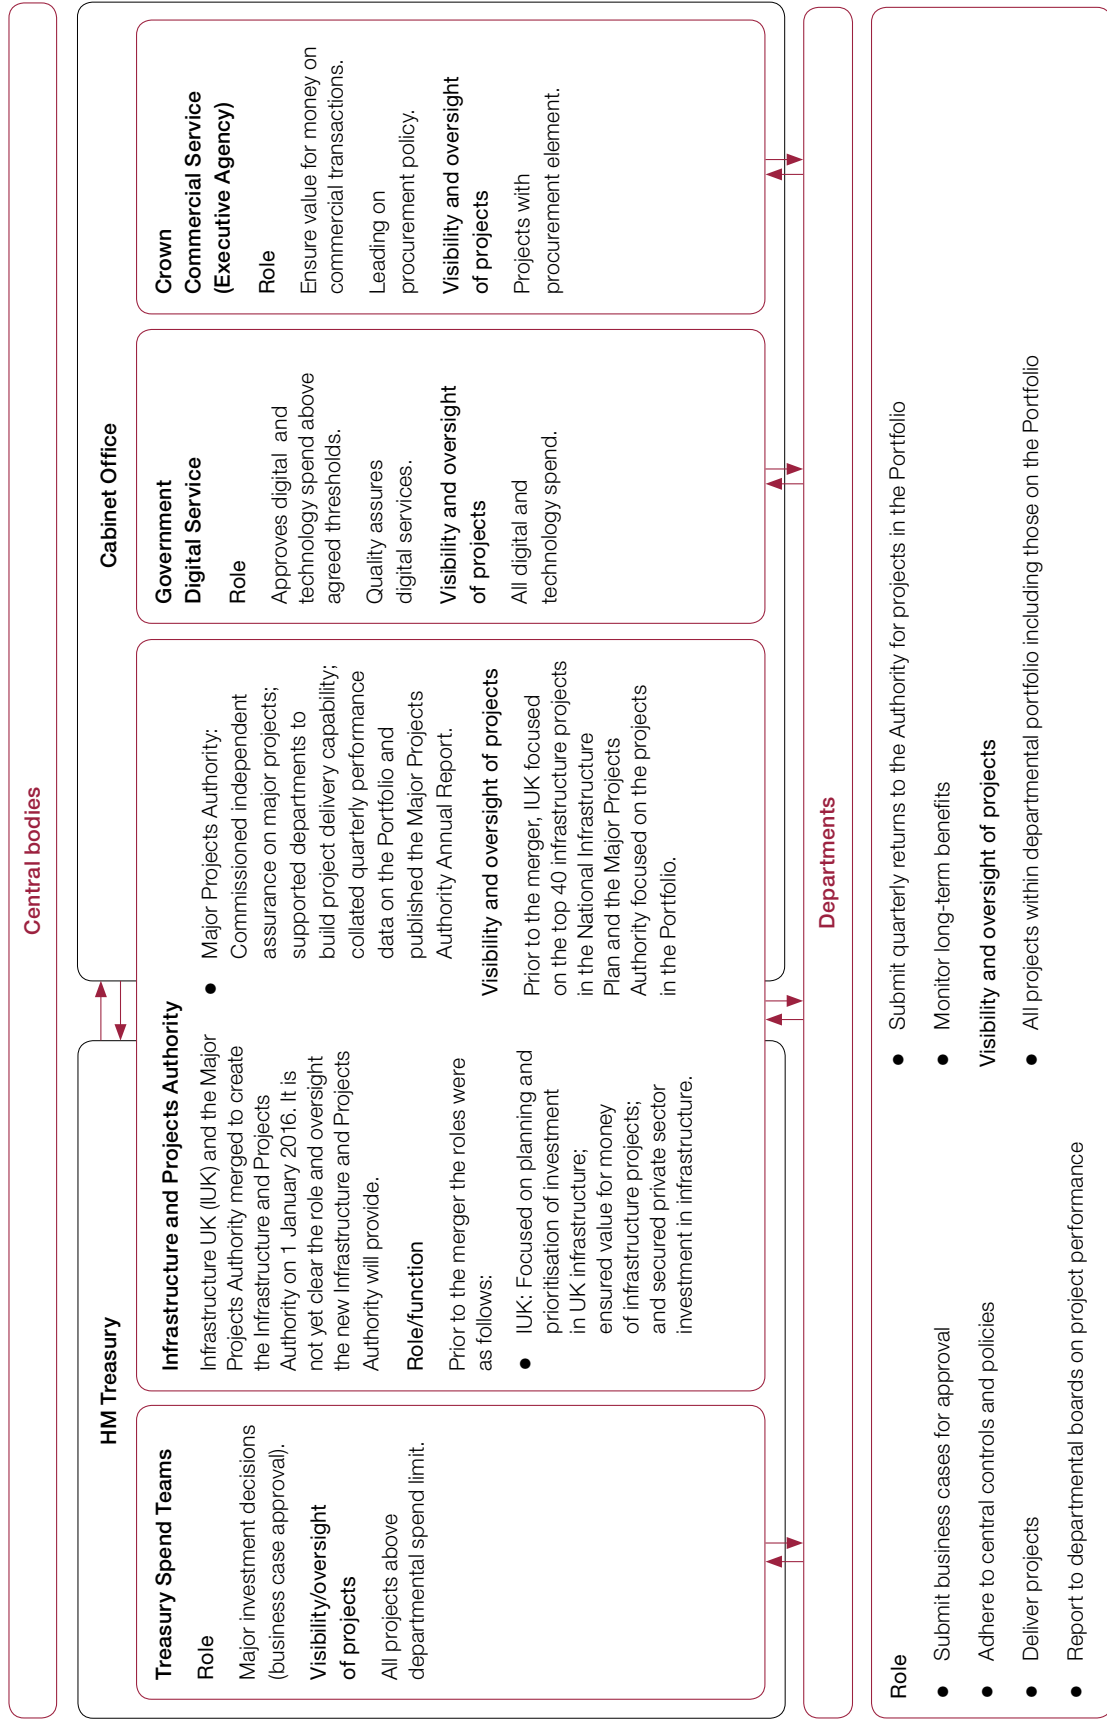 Central bodies
HM Treasury
Cabinet Office
Treasury Spend Teams
Role
Major investment decisions
(business case approval).
Visibility/oversight
of projects
All projects above
departmental spend limit.
Infrastructure and Projects Authority
Infrastructure UK (IUK) and the Major
Projects Authority merged to create
the Infrastructure and Projects
Authority on 1 January 2016. It is
not yet clear the role and oversight
the new Infrastructure and Projects
Authority will provide.
Role/function
Prior to the merger the roles were
as follows:
● IUK: Focused on planning and
prioritisation of investment
in UK infrastructure;
ensured value for money
of infrastructure projects;
and secured private sector
investment in infrastructure.
● Major Projects Authority:
Commissioned independent
assurance on major projects;
supported departments to
build project delivery capability;
collated quarterly performance
data on the Portfolio and
published the Major Projects
Authority Annual Report.
Visibility and oversight of projects
Prior to the merger, IUK focused
on the top 40 infrastructure projects
in the National Infrastructure
Plan and the Major Projects
Authority focused on the projects
in the Portfolio.
Government
Digital Service
Role
Approves digital and
technology spend above
agreed thresholds.
Quality assures
digital services.
Visibility and oversight
of projects
All digital and
technology spend.
Crown
Commercial Service
(Executive Agency)
Role
Ensure value for money on
commercial transactions.
Leading on
procurement policy.
Visibility and oversight
of projects
Projects with
procurement element.
Departments
Role
● Submit business cases for approval
● Adhere to central controls and policies
● Deliver projects
● Report to departmental boards on project performance
● Submit quarterly returns to the Authority for projects in the Portfolio
● Monitor long-term benefits
Visibility and oversight of projects
● All projects within departmental portfolio including those on the Portfolio